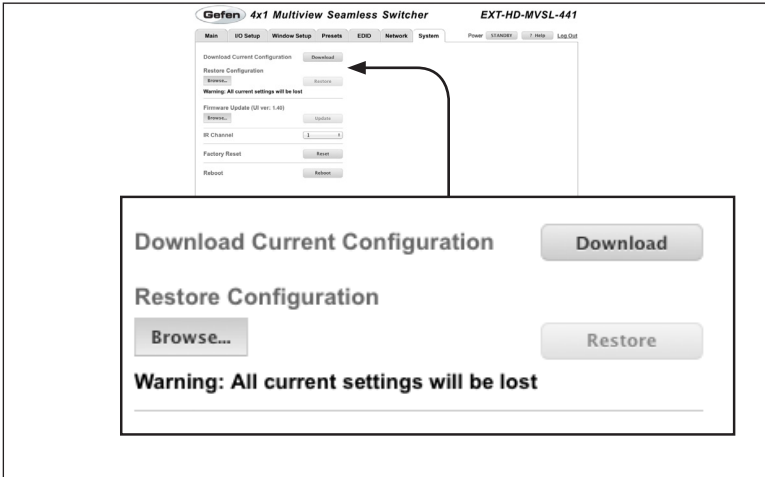 Gefen 4x1 Multiview Seamless Switcher EXT-HD-MVSL-441
Main I/O Setup Window Setup Presets EDID Network System Power STANDBY ? Help Log Out
Download Current Configuration Download
Restore Configuration
Browse... Restore
Warning: All current settings will be lost
Firmware Update (UI ver: 1.40)
Browse... Update
IR Channel 1
Factory Reset Reset
Reboot Reboot
Download Current Configuration Download
Restore Configuration
Browse... Restore
Warning: All current settings will be lost